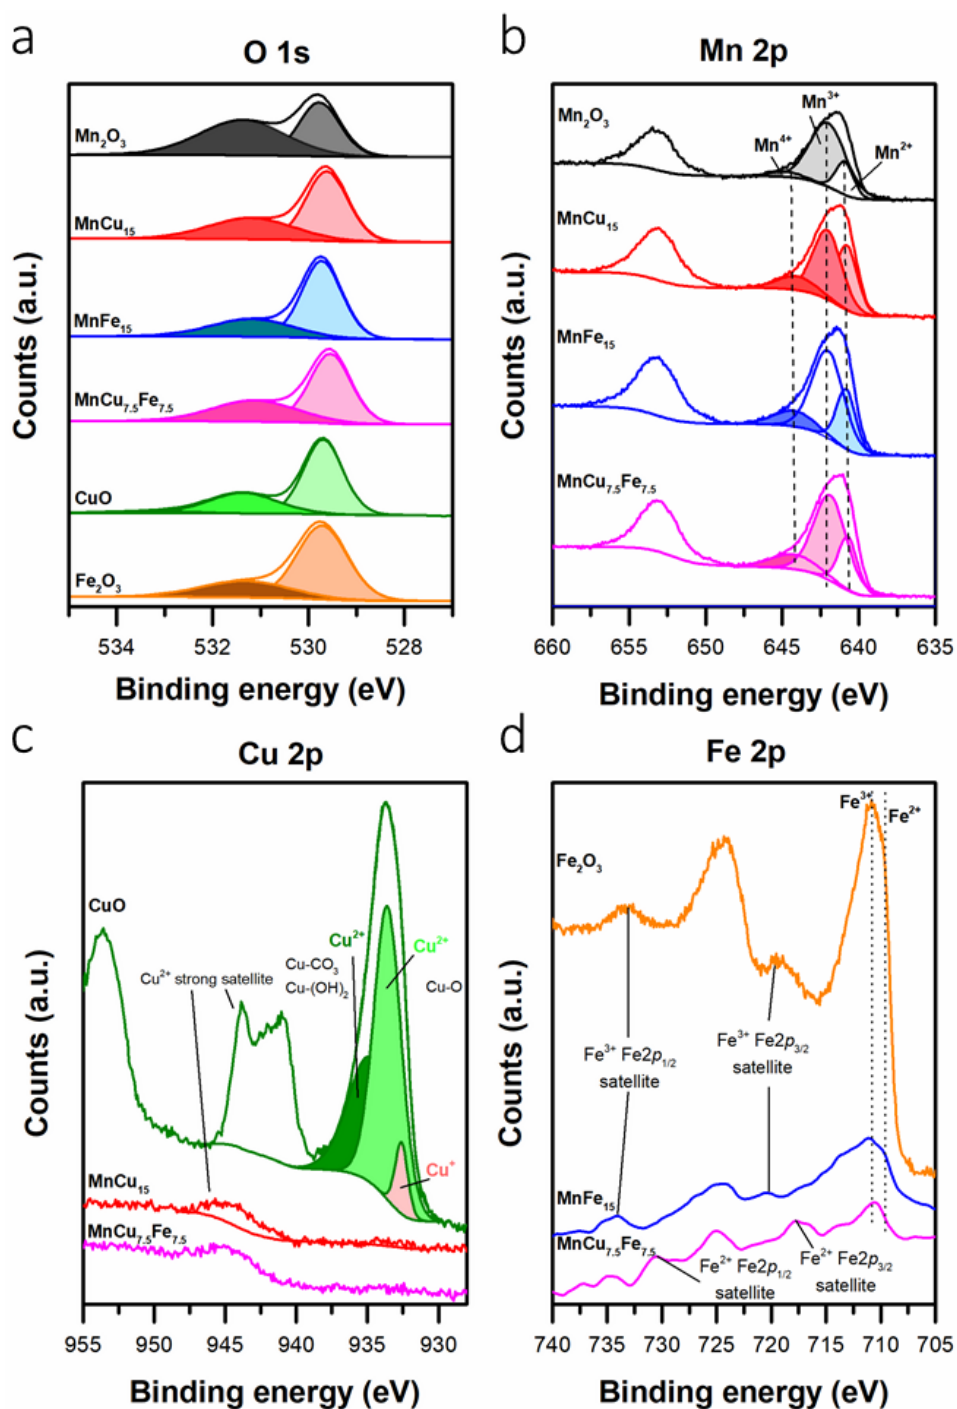 a
O 1s
Mn₂O₃
MnCu₁₅
MnFe₁₅
MnCu₇.₅Fe₇.₅
CuO
Fe₂O₃
Counts (a.u.)
534 532 530 528
Binding energy (eV)
b
Mn 2p
Mn³⁺
Mn₂O₃
Mn⁴⁺
Mn²⁺
MnCu₁₅
MnFe₁₅
MnCu₇.₅Fe₇.₅
Counts (a.u.)
660 655 650 645 640 635
Binding energy (eV)
c
Cu 2p
CuO
Cu²⁺ strong satellite
Cu²⁺
Cu-CO₃
Cu-(OH)₂
Cu²⁺
Cu-O
Cu⁺
MnCu₁₅
MnCu₇.₅Fe₇.₅
Counts (a.u.)
955 950 945 940 935 930
Binding energy (eV)
d
Fe 2p
Fe³⁺
Fe²⁺
Fe₂O₃
Fe³⁺ Fe2p₁/₂
satellite
Fe³⁺ Fe2p₃/₂
satellite
MnFe₁₅
MnCu₇.₅Fe₇.₅
Fe²⁺ Fe2p₁/₂
satellite
Fe²⁺ Fe2p₃/₂
satellite
Counts (a.u.)
740 735 730 725 720 715 710 705
Binding energy (eV)